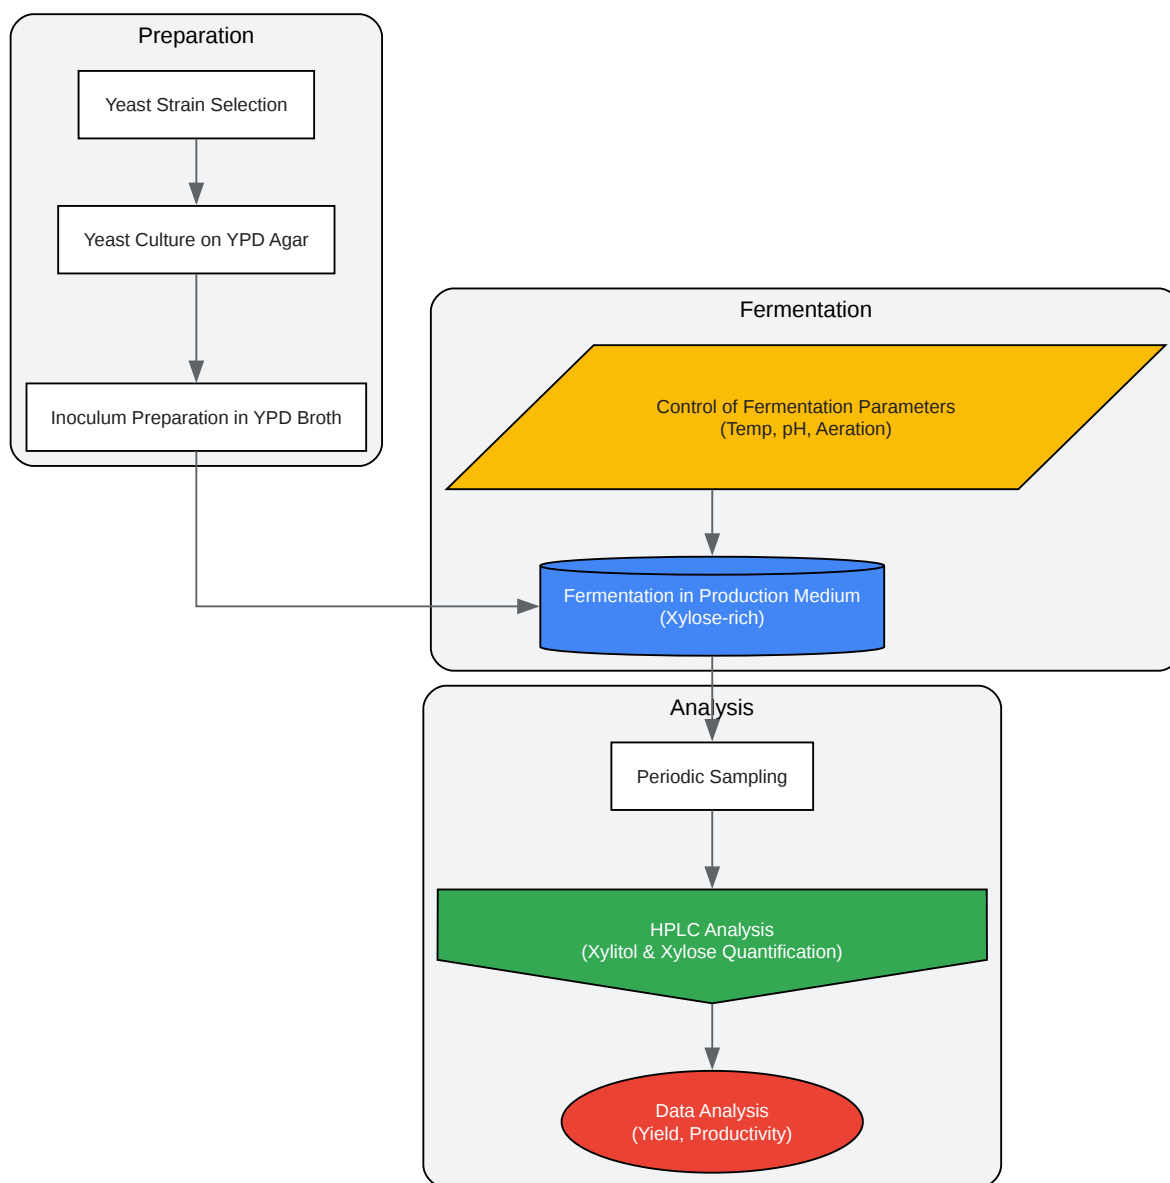 Preparation
Yeast Strain Selection
Yeast Culture on YPD Agar
Inoculum Preparation in YPD Broth
Fermentation
Control of Fermentation Parameters
(Temp, pH, Aeration)
Fermentation in Production Medium
(Xylose-rich)
Analysis
Periodic Sampling
HPLC Analysis
(Xylitol & Xylose Quantification)
Data Analysis
(Yield, Productivity)